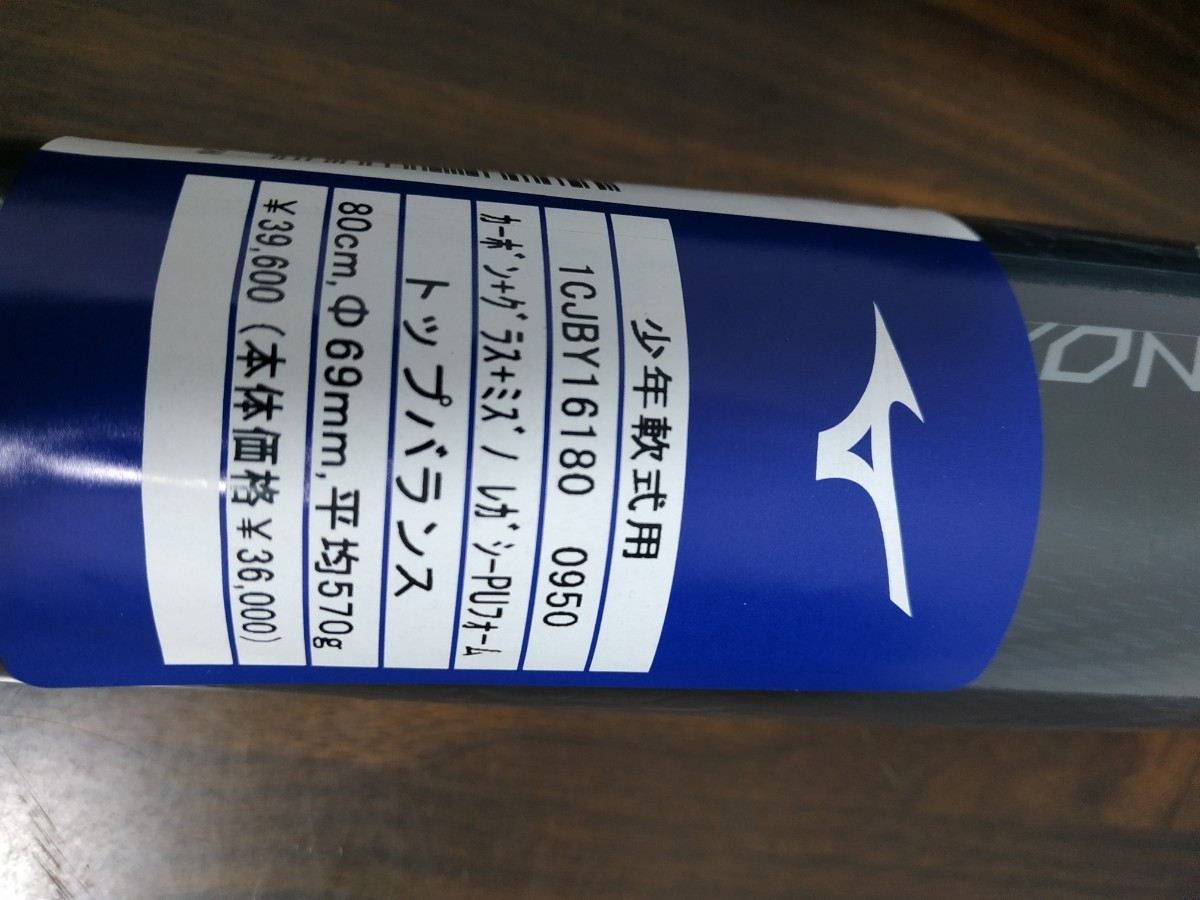 少年軟式用
1CJBY16180 0950
ｶｰﾎﾞﾝ+ｸﾞﾗｽ+ﾐｽﾞﾉ ﾚｶﾞｼｰPUﾌｫｰﾑ
トップバランス
80cm,Φ69mm,平均570g
¥39,600(本体価格¥36,000)